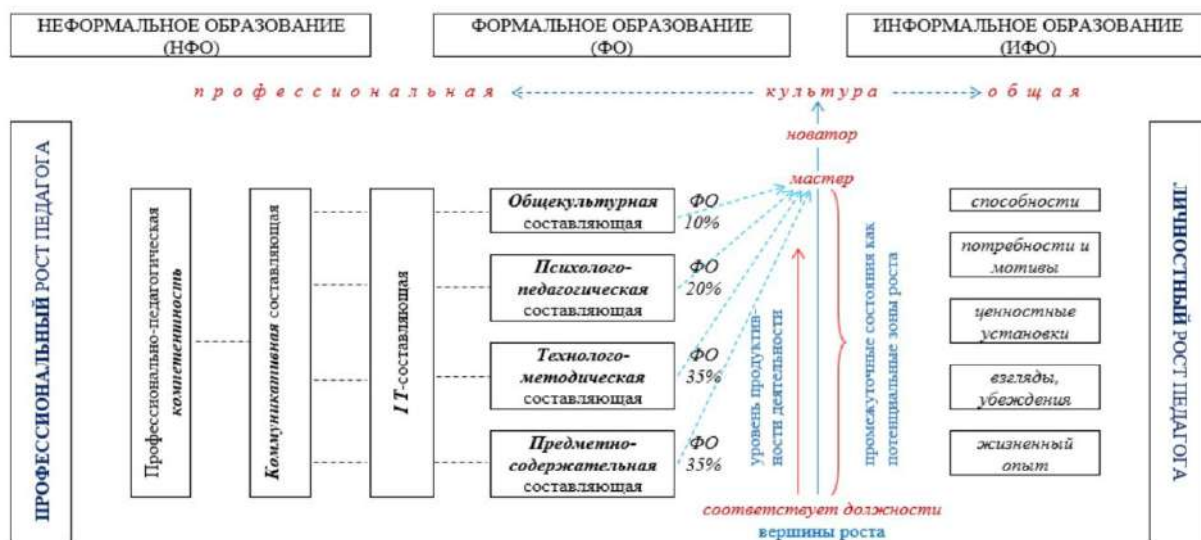 НЕФОРМАЛЬНОЕ ОБРАЗОВАНИЕ
(НФО)
ФОРМАЛЬНОЕ ОБРАЗОВАНИЕ
(ФО)
ИНФОРМАЛЬНОЕ ОБРАЗОВАНИЕ
(ИФО)
профессиональная
культура
общая
новатор
мастер
ПРОФЕССИОНАЛЬНЫЙ РОСТ ПЕДАГОГА
Профессионально-педагогическая
компетентность
Коммуникативная составляющая
IT-составляющая
Общекультурная
составляющая
ФО
10%
Психолого-
педагогическая
составляющая
ФО
20%
Технолого-
методическая
составляющая
ФО
35%
Предметно-
содержательная
составляющая
ФО
35%
уровень продуктив-
ности деятельности
промежуточные состояния как
потенциальные зоны роста
соответствует должности
вершины роста
способности
потребности и
мотивы
ценностные
установки
взгляды,
убеждения
жизненный
опыт
ЛИЧНОСТНЫЙ РОСТ ПЕДАГОГА